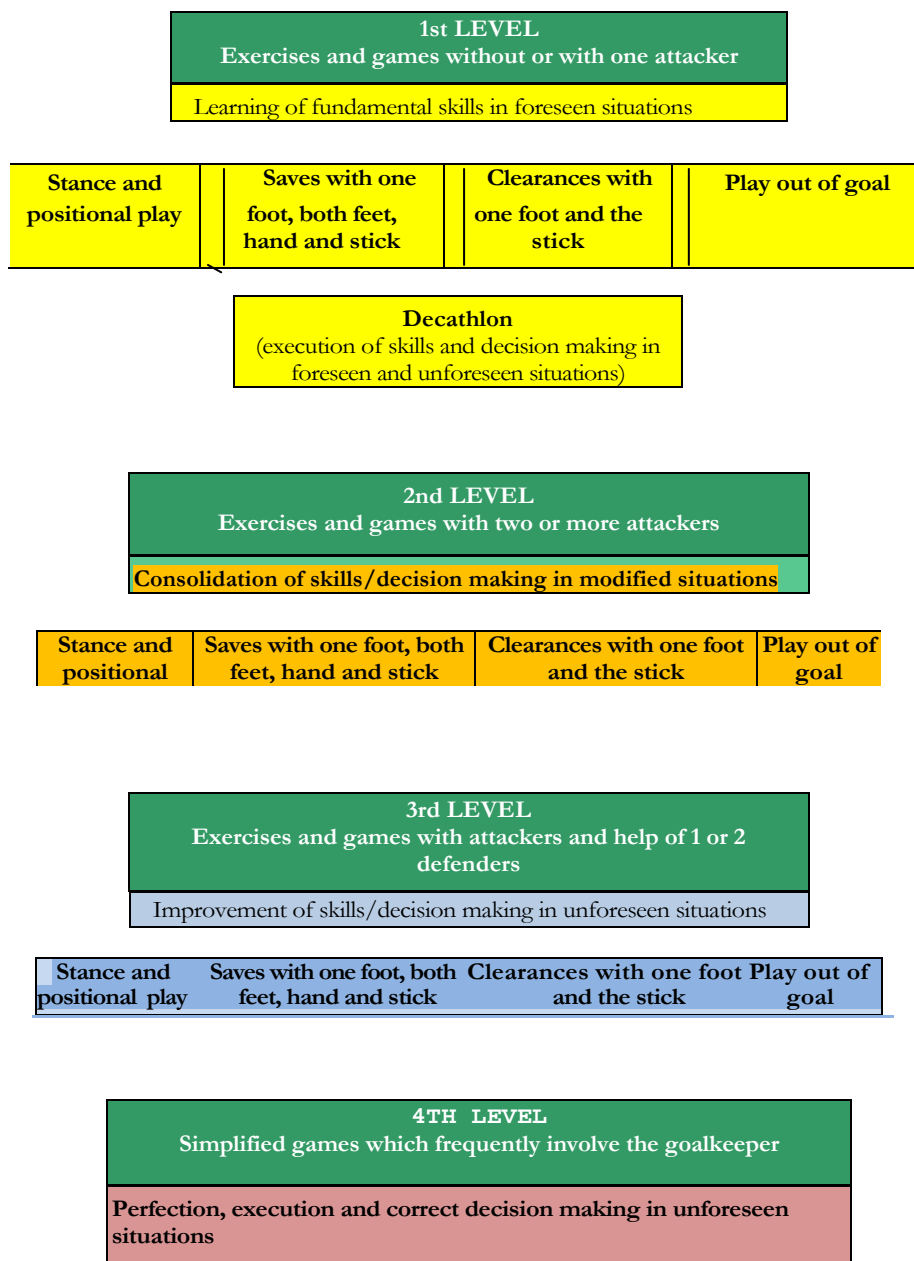 1st LEVEL
Exercises and games without or with one attacker
Learning of fundamental skills in foreseen situations
Stance and
positional play
Saves with one
foot, both feet,
hand and stick
Clearances with
one foot and the
stick
Play out of goal
Decathlon
(execution of skills and decision making in
foreseen and unforeseen situations)
2nd LEVEL
Exercises and games with two or more attackers
Consolidation of skills/decision making in modified situations
Stance and
positional
Saves with one foot, both
feet, hand and stick
Clearances with one foot
and the stick
Play out of
goal
3rd LEVEL
Exercises and games with attackers and help of 1 or 2
defenders
Improvement of skills/decision making in unforeseen situations
Stance and
positional play
Saves with one foot, both
feet, hand and stick
Clearances with one foot
and the stick
Play out of
goal
4TH LEVEL
Simplified games which frequently involve the goalkeeper
Perfection, execution and correct decision making in unforeseen
situations